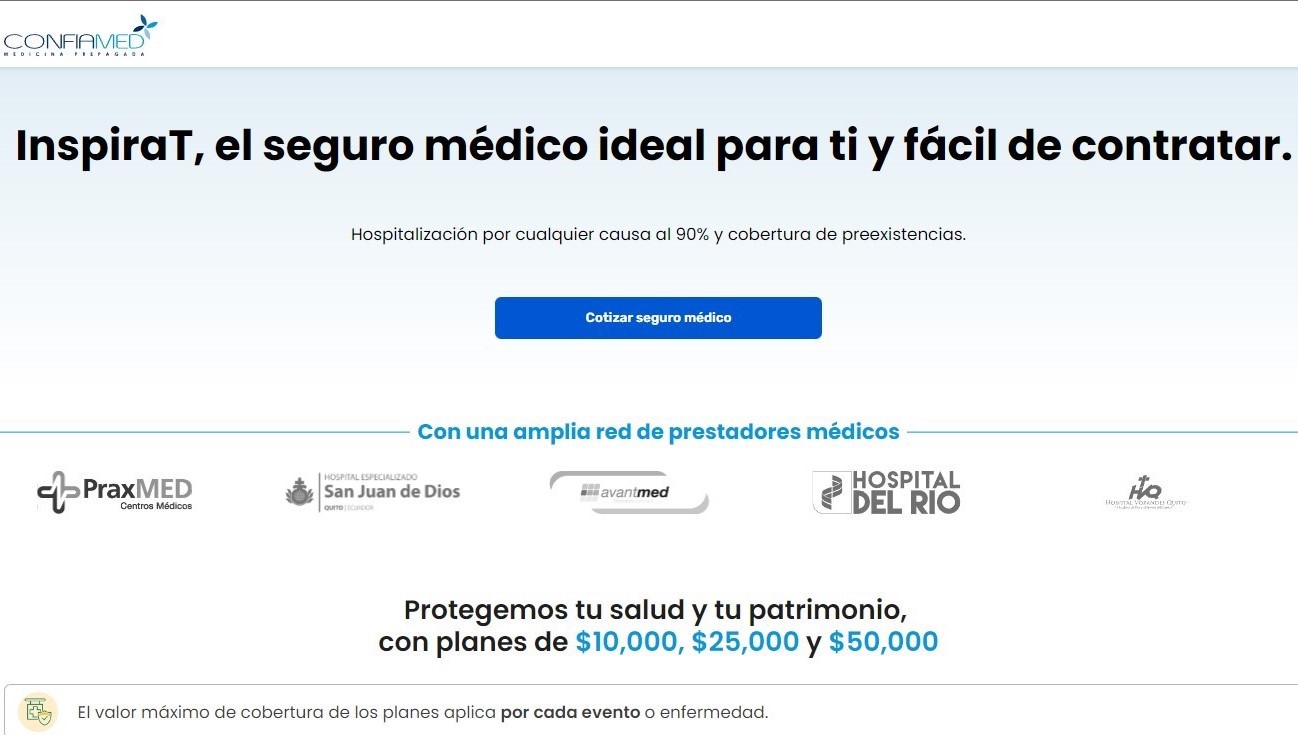 CONFIAMED
MEDICINA PREPAGADA
InspiraT, el seguro médico ideal para ti y fácil de contratar.
Hospitalización por cualquier causa al 90% y cobertura de preexistencias.
Cotizar seguro médico
Con una amplia red de prestadores médicos
PraxMED
Centros Médicos
HOSPITAL ESPECIALIZADO
San Juan de Dios
QUITO | ECUADOR
avantmed
HOSPITAL
DEL RIO
HVQ
HOSPITAL VOZANDES QUITO
Protegemos tu salud y tu patrimonio,
con planes de $10,000, $25,000 y $50,000
El valor máximo de cobertura de los planes aplica por cada evento o enfermedad.